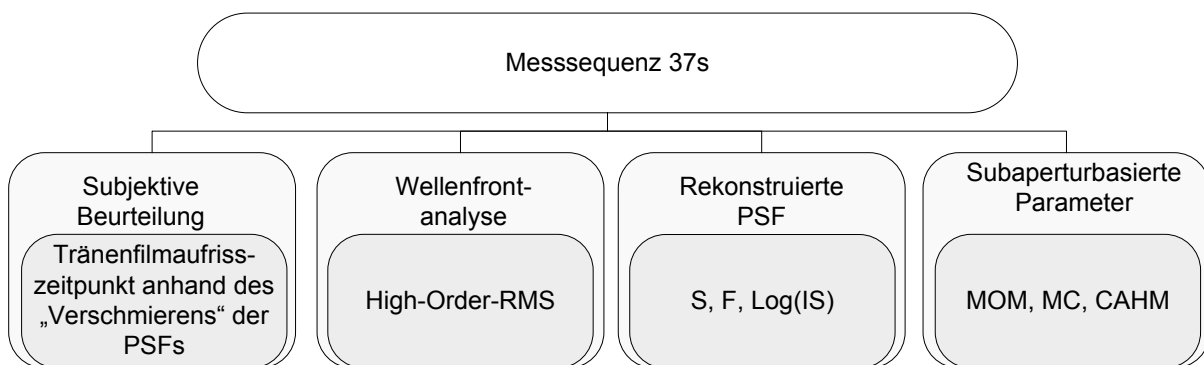 Messsequenz 37s
Subjektive
Beurteilung
Tränenfilmaufriss-
zeitpunkt anhand des
„Verschmierens“ der
PSFs
Wellenfront-
analyse
High-Order-RMS
Rekonstruierte
PSF
S, F, Log(IS)
Subaperturbasierte
Parameter
MOM, MC, CAHM